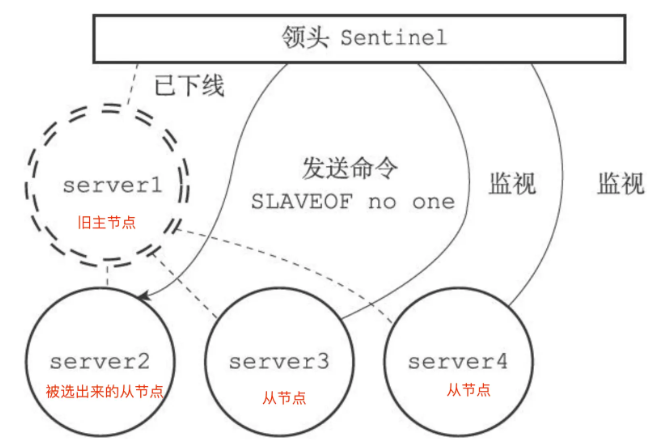 领头 Sentinel
已下线
发送命令
SLAVEOF no one
监视
监视
server1
旧主节点
server2
被选出来的从节点
server3
从节点
server4
从节点